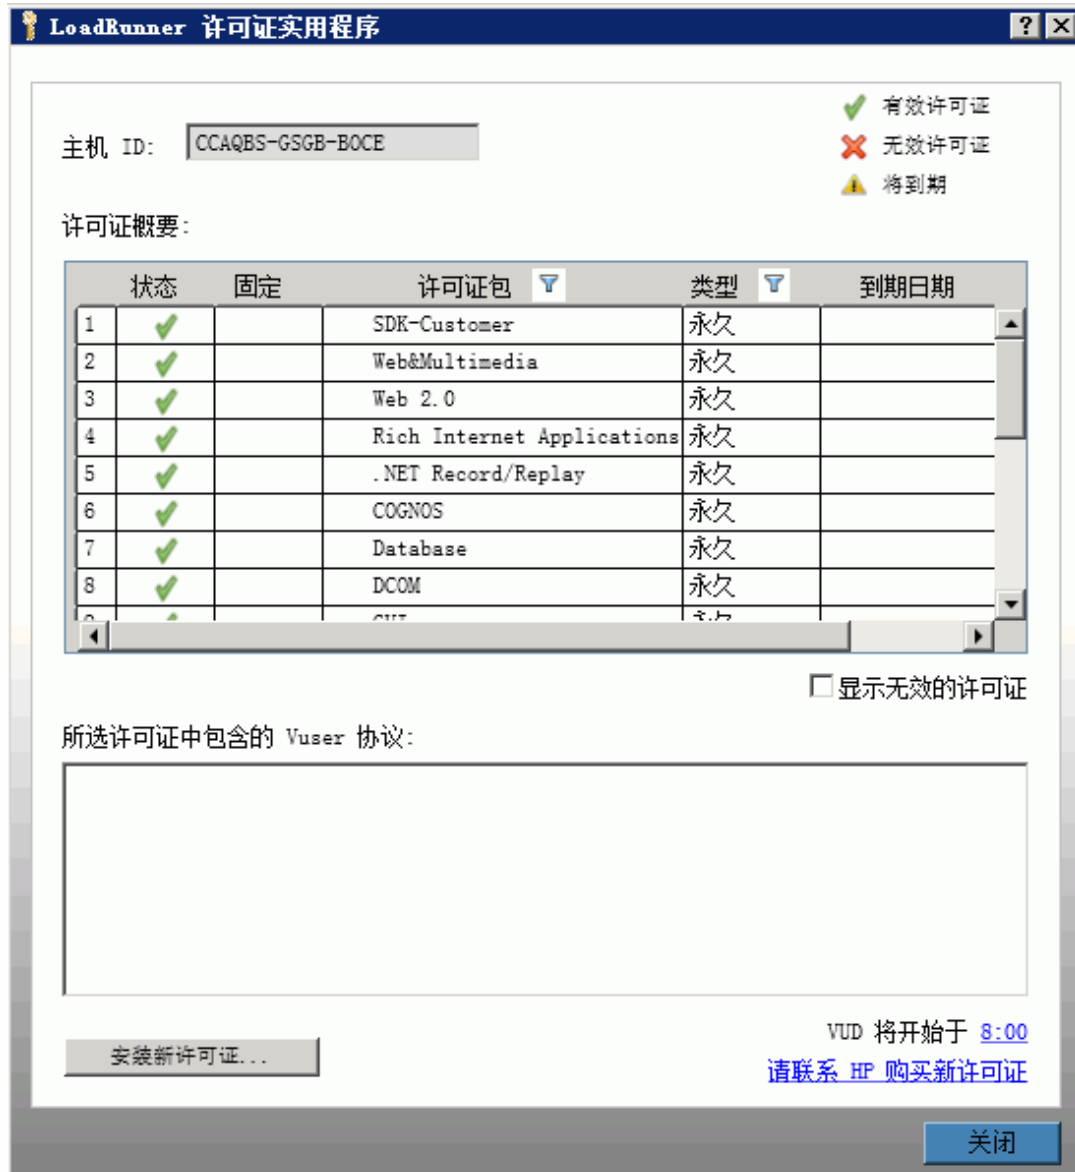 LoadRunner 许可证实用程序
有效许可证
主机 ID: CCAQBS-GSGB-BOCE
无效许可证
将到期
许可证概要:
状态 固定 许可证包 类型 到期日期
1 SDK-Customer 永久
2 Web&Multimedia 永久
3 Web 2.0 永久
4 Rich Internet Applications 永久
5 .NET Record/Replay 永久
6 COGNOS 永久
7 Database 永久
8 DCOM 永久
显示无效的许可证
所选许可证中包含的 Vuser 协议:
VUD 将开始于 8:00
安装新许可证...
请联系 HP 购买新许可证
关闭